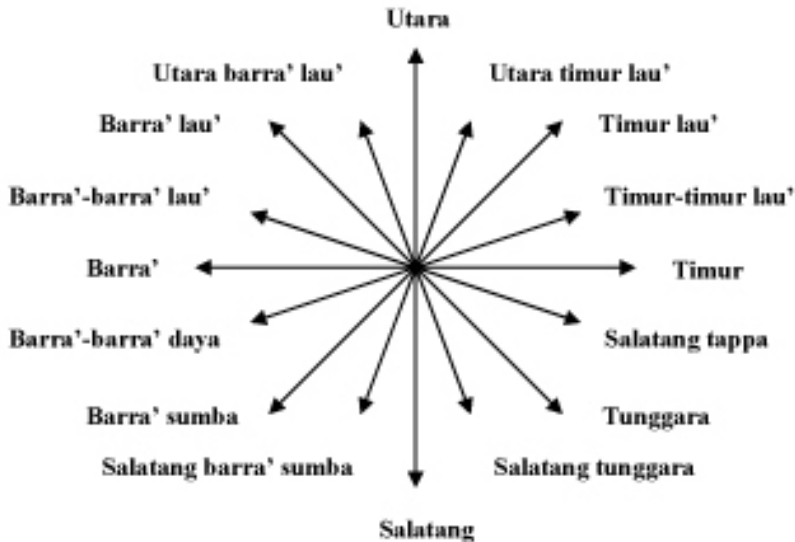 Utara
Utara barra' lau'
Utara timur lau'
Barra' lau'
Timur lau'
Barra'-barra' lau'
Timur-timur lau'
Barra'
Timur
Barra'-barra' daya
Salatang tappa
Barra' sumba
Tunggara
Salatang barra' sumba
Salatang tunggara
Salatang